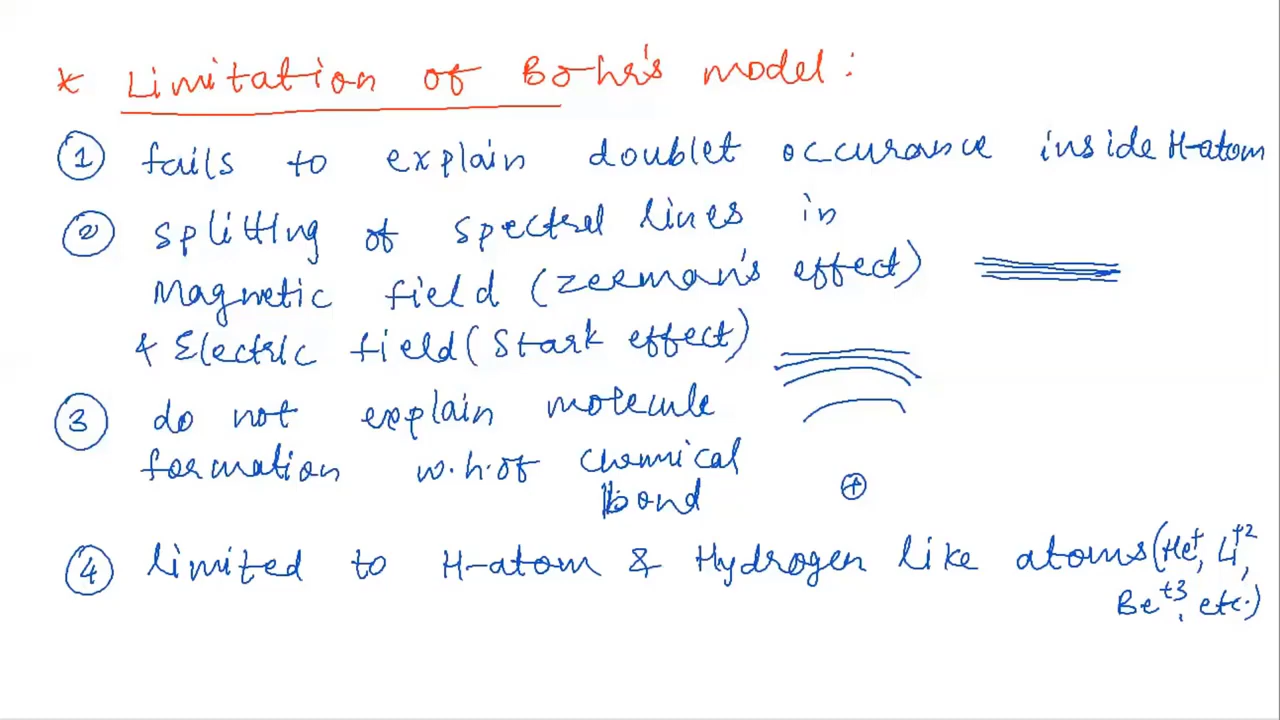 * Limitation of Bohr's model:
① fails to explain doublet occurance inside H-atom
② splitting of spectral lines in
Magnetic field (Zeeman's effect)
& Electric field (Stark effect)
③ do not explain molecule
formation w.h.of chemical
bond
+
④ limited to H-atom & Hydrogen like atoms (He⁺, Li⁺²,
Be⁺³, etc.)